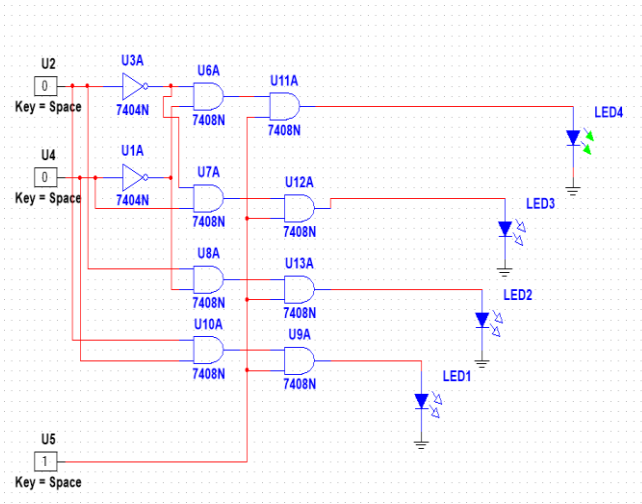 U2
0
Key = Space
U3A
7404N
U6A
7408N
U11A
7408N
LED4
U4
0
Key = Space
U1A
7404N
U7A
7408N
U12A
7408N
LED3
U8A
7408N
U13A
7408N
LED2
U10A
7408N
U9A
7408N
LED1
U5
1
Key = Space